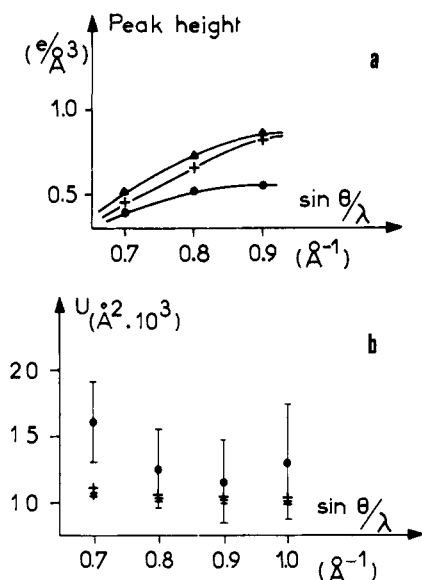 Peak height
(e/Å3)
a
1.0
0.5
sin θ/λ
0.7 0.8 0.9 (Å-1)
U (Å2.103)
b
20
15
10
sin θ/λ
0.7 0.8 0.9 1.0
(Å-1)